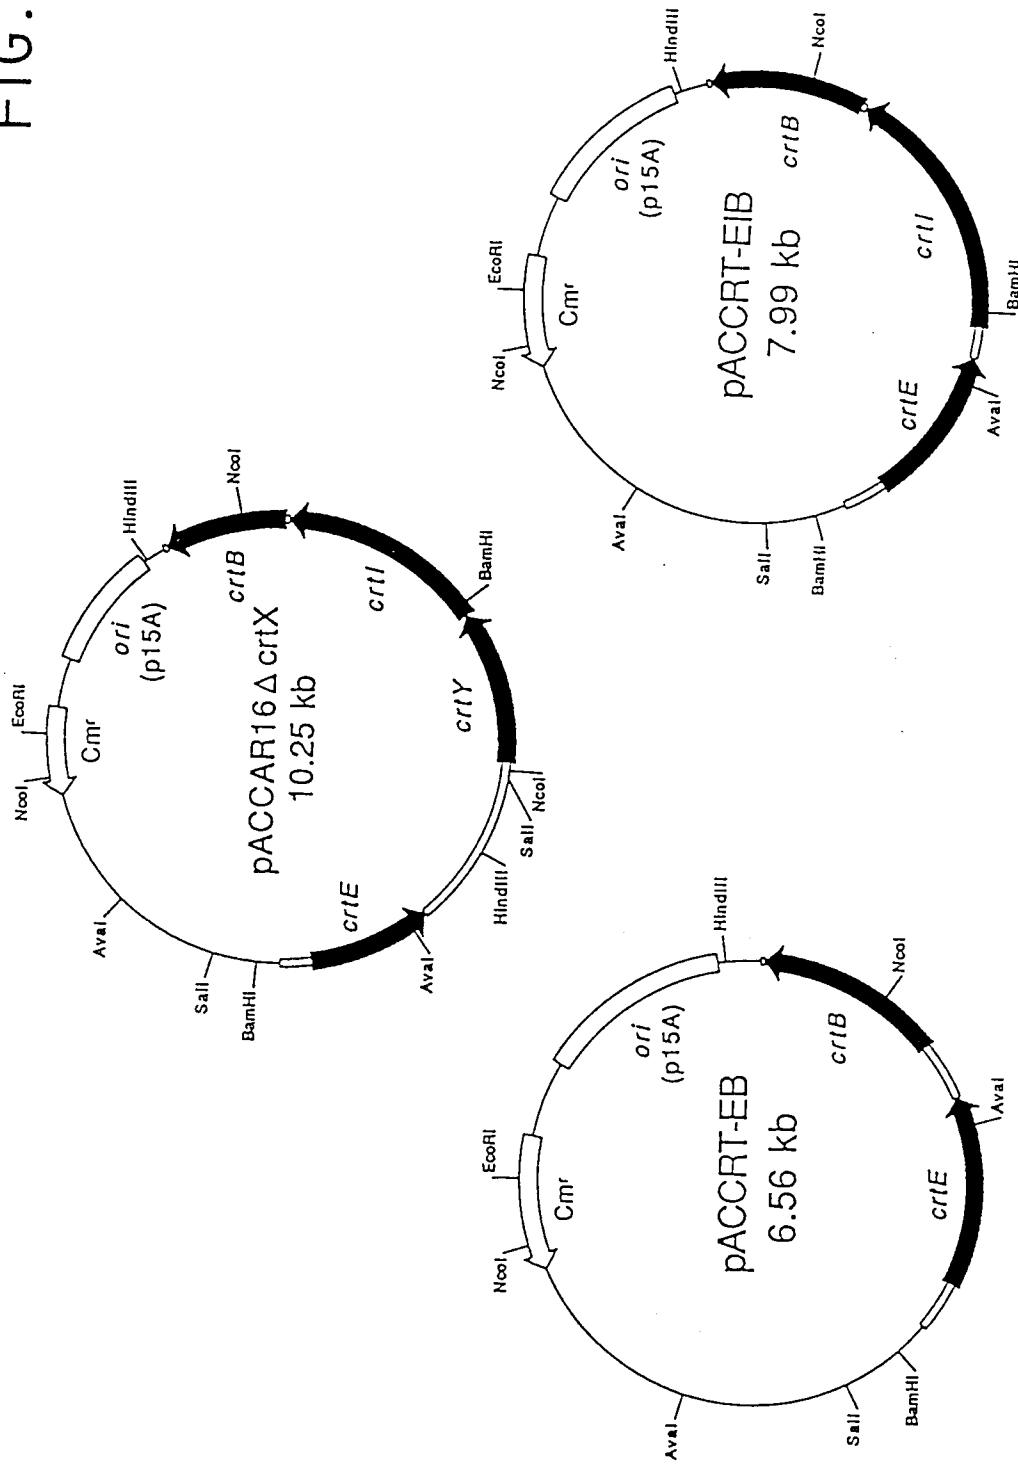 FIG.
EcoRI
NcoI
Cmr
ori
(p15A)
HindIII
crtB
NcoI
crtI
BamHI
crtY
NcoI
SalI
HindIII
AvaI
crtE
BamHI
SalI
AvaI
pACCAR16ΔcrtX
10.25 kb
EcoRI
NcoI
Cmr
ori
(p15A)
HindIII
NcoI
crtB
AvaI
crtE
BamHI
SalI
AvaI
pACCRT-EB
6.56 kb
EcoRI
NcoI
Cmr
ori
(p15A)
HindIII
NcoI
crtB
crtI
BamHI
AvaI
crtE
BamHI
SalI
AvaI
pACCRT-EIB
7.99 kb